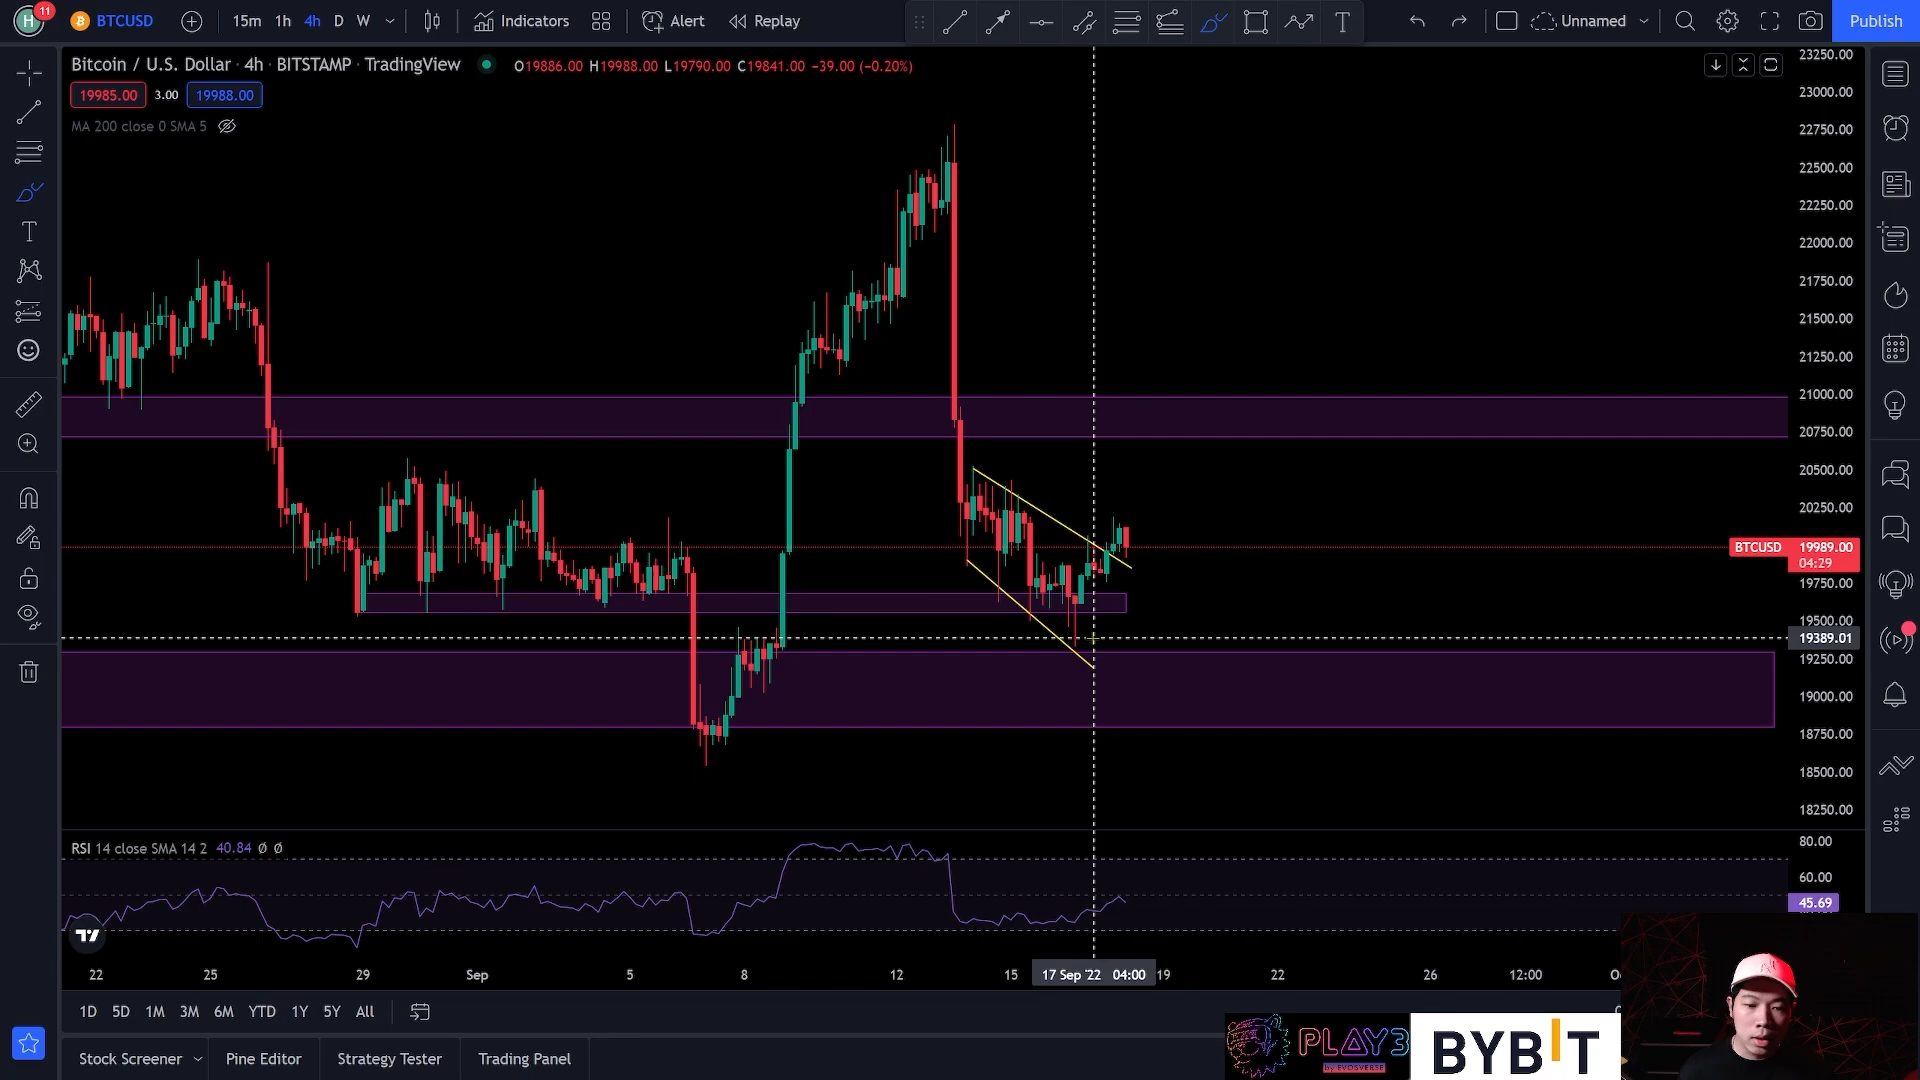 H 11 BTCUSD 15m 1h 4h D W Indicators Alert Replay T Unnamed Publish
Bitcoin / U.S. Dollar · 4h · BITSTAMP · TradingView O19886.00 H19988.00 L19790.00 C19841.00 −39.00 (−0.20%)
19985.00 3.00 19988.00
MA 200 close 0 SMA 5
23250.00
23000.00
22750.00
22500.00
22250.00
22000.00
21750.00
21500.00
21250.00
21000.00
20750.00
20500.00
20250.00
BTCUSD 19989.00
04:29
19750.00
19500.00
19389.01
19250.00
19000.00
18750.00
18500.00
18250.00
RSI 14 close SMA 14 2 40.84 Ø Ø
80.00
60.00
45.69
22 25 29 Sep 5 8 12 15 17 Sep '22 04:00 19 22 26 12:00
1D 5D 1M 3M 6M YTD 1Y 5Y All
Stock Screener Pine Editor Strategy Tester Trading Panel
PLAY3
by EVOSVERSE
BYBIT